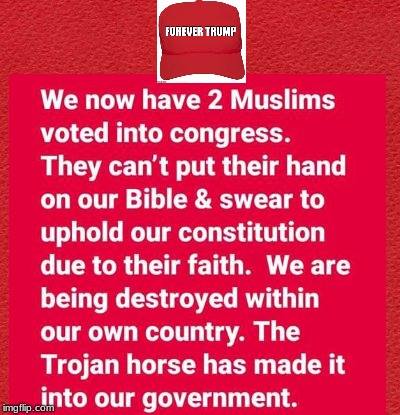 FOREVER TRUMP
We now have 2 Muslims
voted into congress.
They can't put their hand
on our Bible & swear to
uphold our constitution
due to their faith.  We are
being destroyed within
our own country. The
Trojan horse has made it
into our government.
imgflip.com